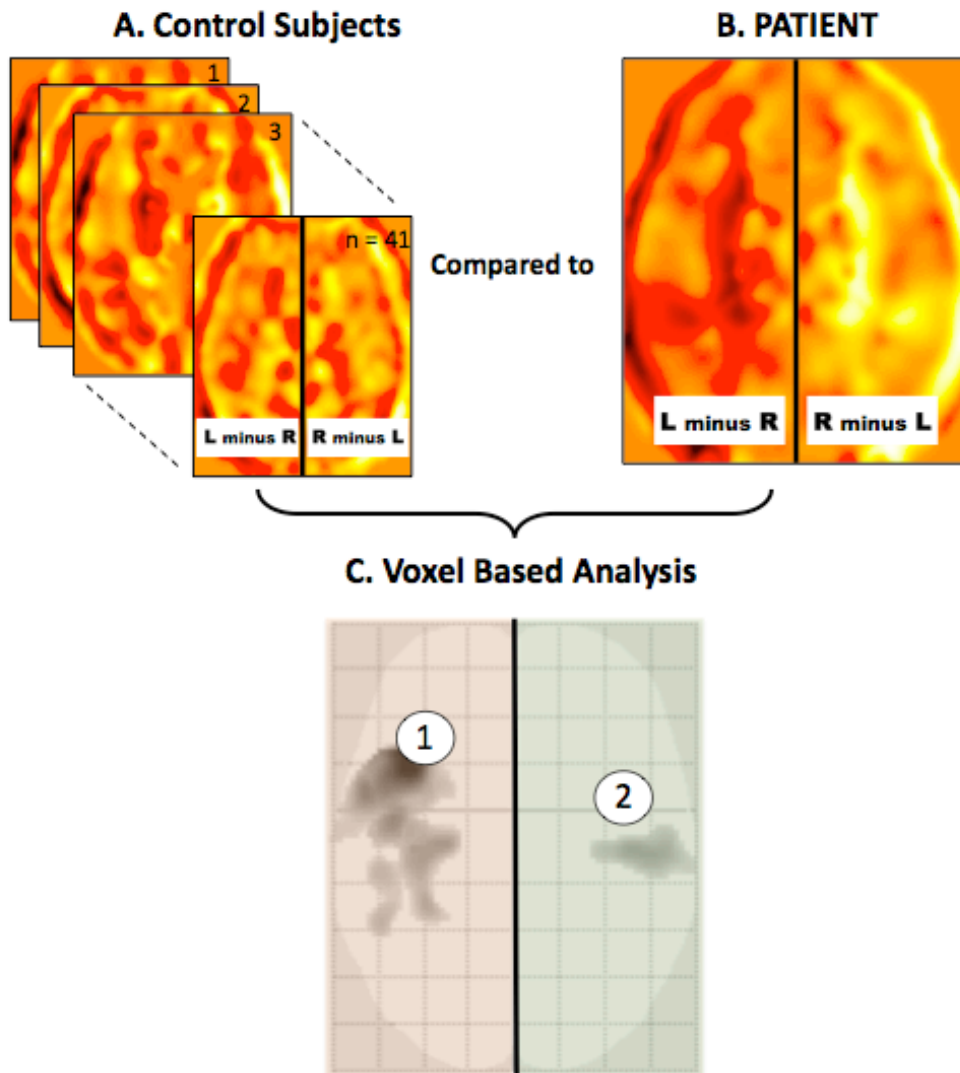 A. Control Subjects
B. PATIENT
1
2
3
n = 41
L minus R
R minus L
Compared to
L minus R
R minus L
C. Voxel Based Analysis
1
2